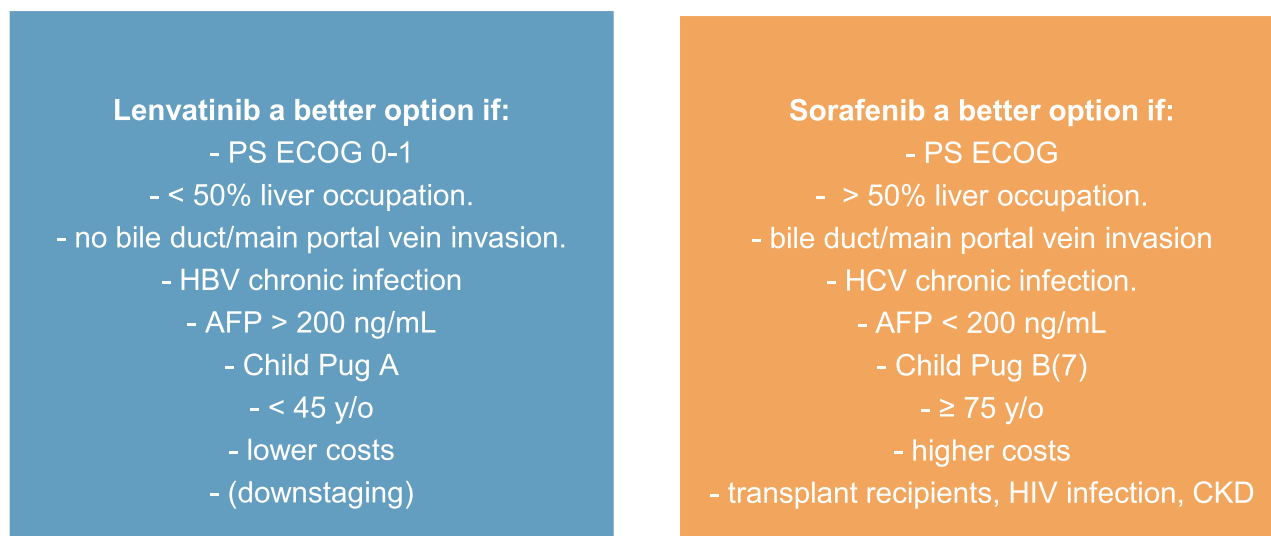 Lenvatinib a better option if:
- PS ECOG 0-1
- < 50% liver occupation.
- no bile duct/main portal vein invasion.
- HBV chronic infection
- AFP > 200 ng/mL
- Child Pug A
- < 45 y/o
- lower costs
- (downstaging)
Sorafenib a better option if:
- PS ECOG
- > 50% liver occupation.
- bile duct/main portal vein invasion
- HCV chronic infection.
- AFP < 200 ng/mL
- Child Pug B(7)
- ≥ 75 y/o
- higher costs
- transplant recipients, HIV infection, CKD